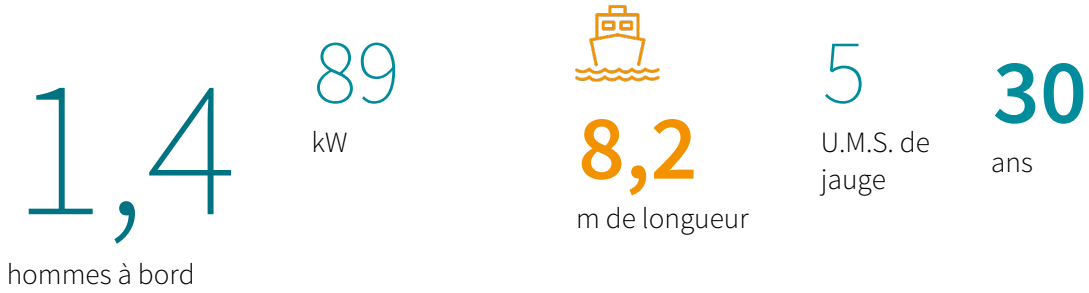 1,4
hommes à bord
89
kW
8,2
m de longueur
5
U.M.S. de
jauge
30
ans